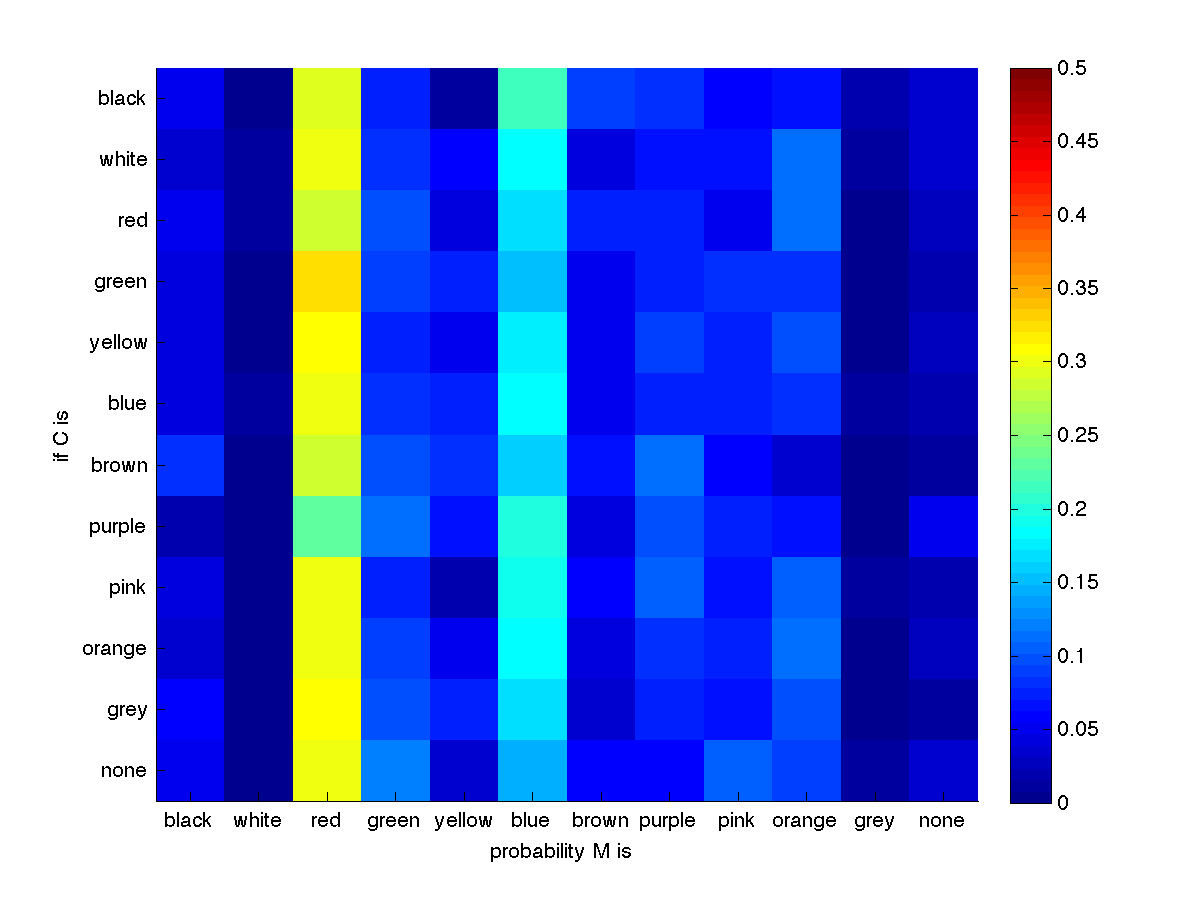 black
white
red
green
yellow
blue
brown
purple
pink
orange
grey
none
if C is
black white red green yellow blue brown purple pink orange grey none
probability M is
0.5
0.45
0.4
0.35
0.3
0.25
0.2
0.15
0.1
0.05
0